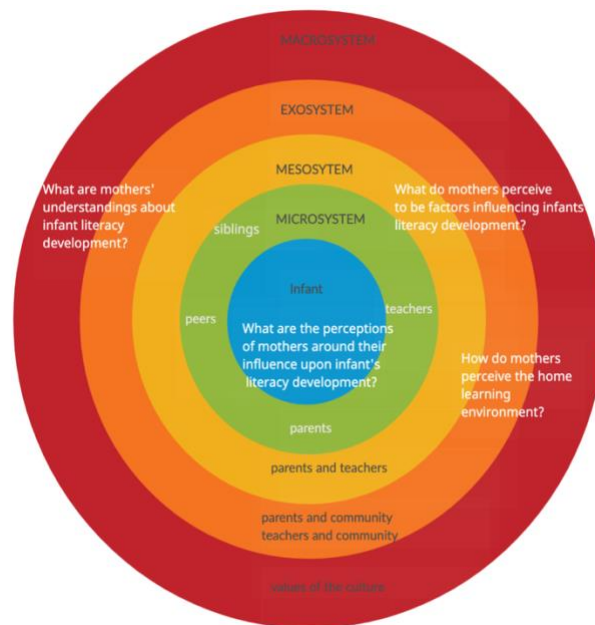 MACROSYSTEM
EXOSYSTEM
MESOSYTEM
What are mothers'
understandings about
infant literacy
development?
What do mothers perceive
to be factors influencing infants
literacy development?
MICROSYSTEM
siblings
Infant
peers
teachers
What are the perceptions
of mothers around their
influence upon infant's
literacy development?
How do mothers
perceive the home
learning
environment?
parents
parents and teachers
parents and community
teachers and community
values of the culture